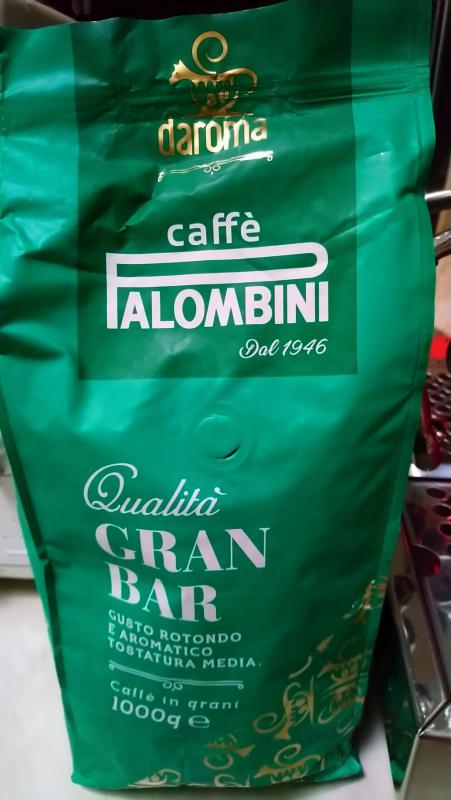 daroma
caffè
PALOMBINI
Dal 1946
Qualità
GRAN
BAR
GUSTO ROTONDO
E AROMATICO
TOSTATURA MEDIA.
Caffè in grani
1000g e